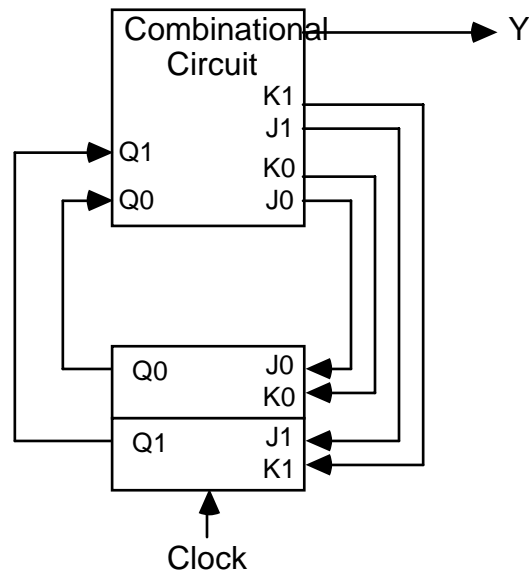 Combinational
Circuit
Y
K1
J1
Q1
K0
Q0
J0
Q0
J0
K0
Q1
J1
K1
Clock